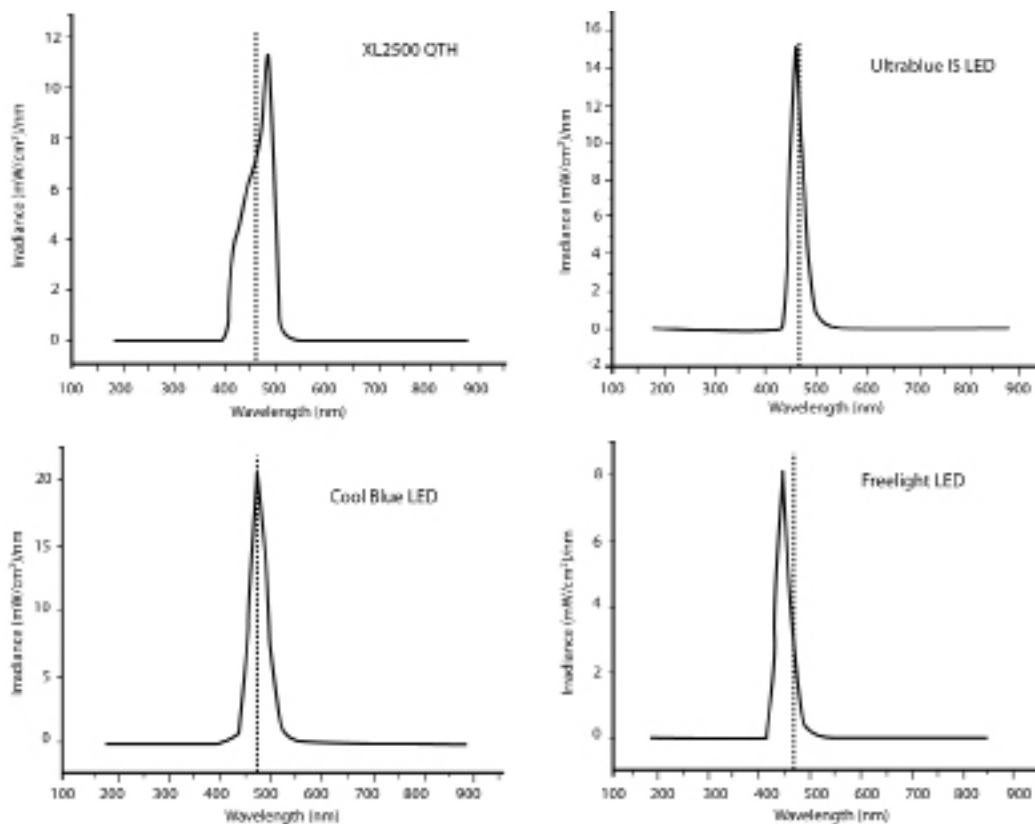 XL2500 QTH
Irradiance (mW/cm²)/nm
12
10
8
6
4
2
0
100 200 300 400 500 600 700 800 900
Wavelength (nm)
Ultrablue IS LED
Irradiance (mW/cm²)/nm
16
14
12
10
8
6
4
2
0
-2
100 200 300 400 500 600 700 800 900
Wavelength (nm)
Cool Blue LED
Irradiance (mW/cm²)/nm
20
15
10
5
0
100 200 300 400 500 600 700 800 900
Wavelength (nm)
Freelight LED
Irradiance (mW/cm²)/nm
8
6
4
2
0
100 200 300 400 500 600 700 800 900
Wavelength (nm)